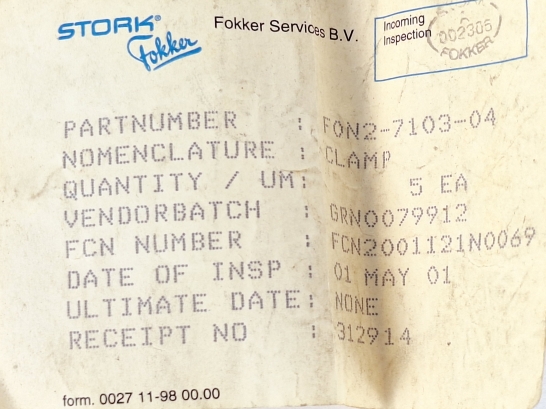 STORK®
Fokker
Fokker Services B.V.
Incoming
Inspection
002305
FOKKER
PARTNUMBER : FON2-7103-04
NOMENCLATURE : CLAMP
QUANTITY / UM: 5 EA
VENDORBATCH : GRN0079912
FCN NUMBER : FCN2001121N0069
DATE OF INSP : 01 MAY 01
ULTIMATE DATE: NONE
RECEIPT NO : 312914
form. 0027 11-98 00.00